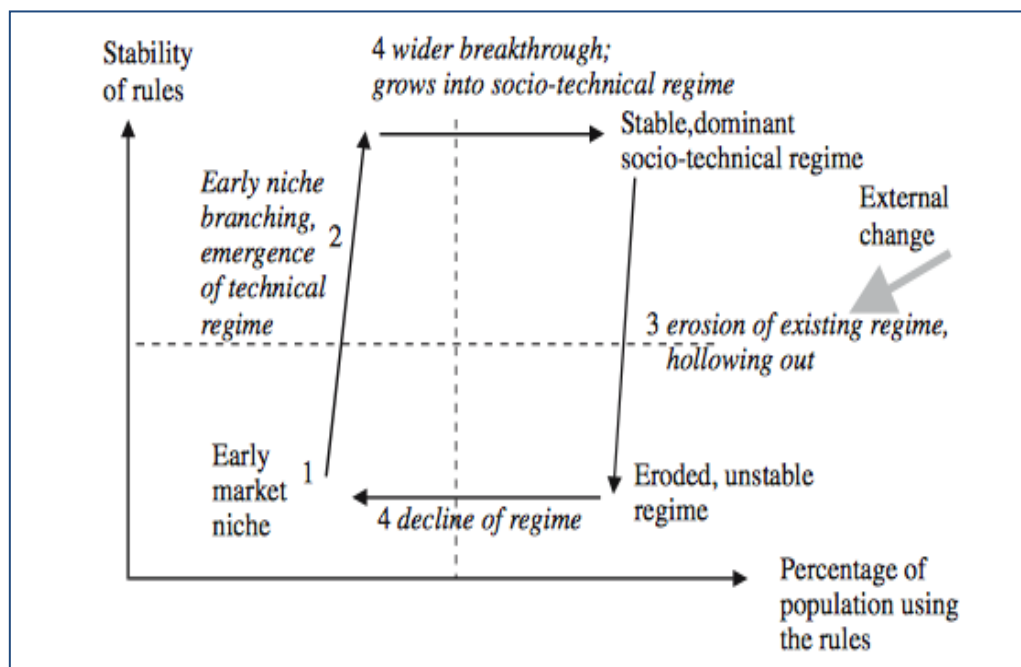 Stability
of rules
4 wider breakthrough;
grows into socio-technical regime
Stable,dominant
socio-technical regime
Early niche
branching,
emergence
of technical
regime
2
External
change
3 erosion of existing regime,
hollowing out
Early
market
niche
1
4 decline of regime
Eroded, unstable
regime
Percentage of
population using
the rules